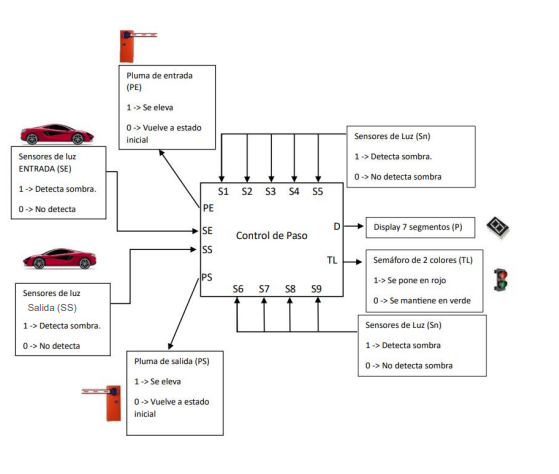 Pluma de entrada
(PE)
1 -> Se eleva
0 -> Vuelve a estado
inicial
Sensores de luz
ENTRADA (SE)
1 -> Detecta sombra.
0 -> No detecta
Sensores de Luz (Sn)
1 -> Detecta sombra.
0 -> No detecta sombra
S1 S2 S3 S4 S5
PE
SE
SS
PS
Control de Paso
D
TL
S6 S7 S8 S9
Display 7 segmentos (P)
Semáforo de 2 colores (TL)
1-> Se pone en rojo
0 -> Se mantiene en verde
Sensores de luz
Salida (SS)
1 -> Detecta sombra.
0 -> No detecta
Sensores de Luz (Sn)
1 -> Detecta sombra
0 -> No detecta sombra
Pluma de salida (PS)
1 -> Se eleva
0 -> Vuelve a estado
inicial